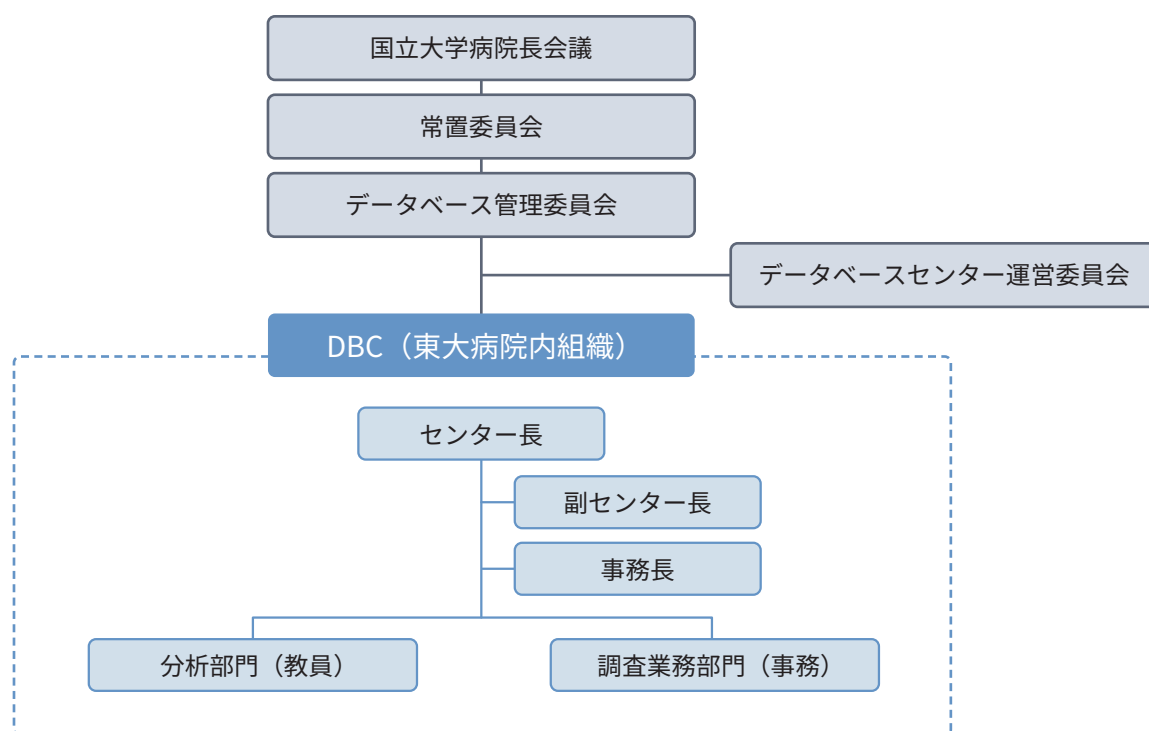 国立大学病院長会議
常置委員会
データベース管理委員会
データベースセンター運営委員会
DBC（東大病院内組織）
センター長
副センター長
事務長
分析部門（教員）
調査業務部門（事務）